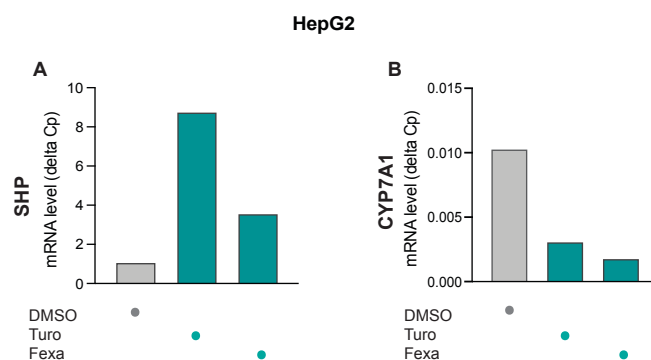 HepG2
A
SHP
mRNA level (delta Cp)
10
8
6
4
2
0
DMSO
Turo
Fexa
B
CYP7A1
mRNA level (delta Cp)
0.015
0.010
0.005
0.000
DMSO
Turo
Fexa